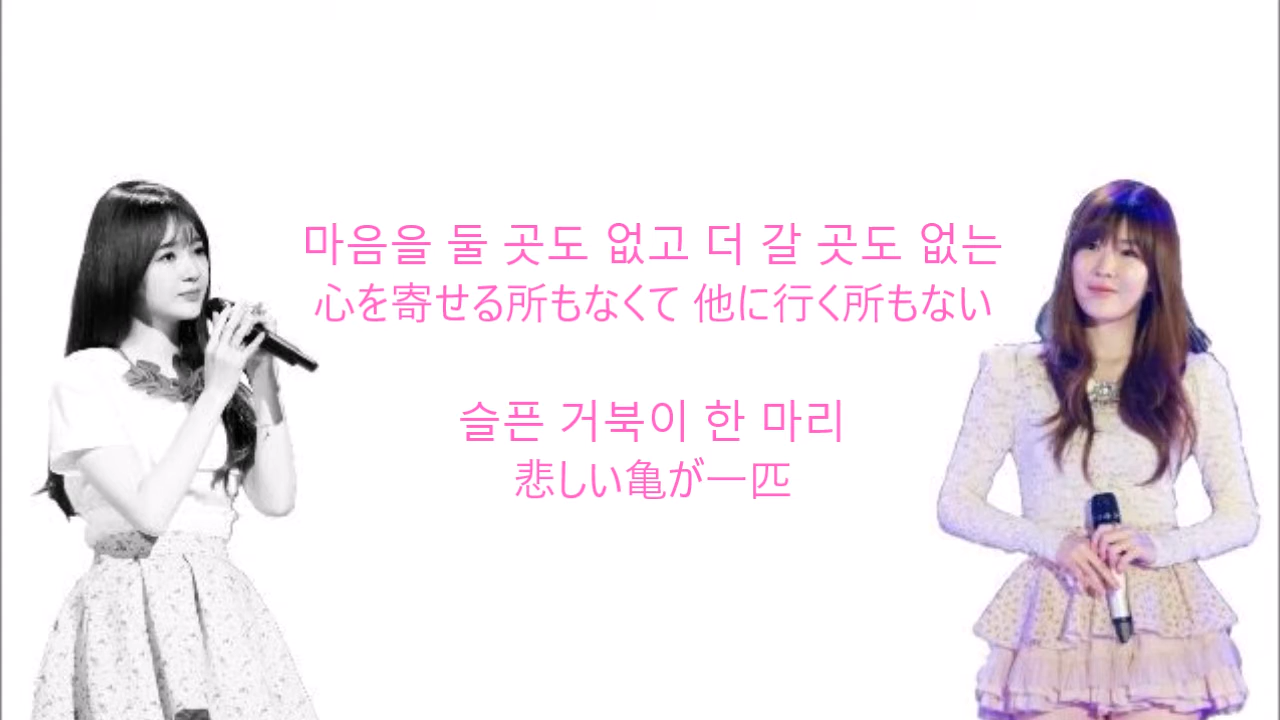 마음을 둘 곳도 없고 더 갈 곳도 없는
心を寄せる所もなくて 他に行く所もない
슬픈 거북이 한 마리
悲しい亀が一匹